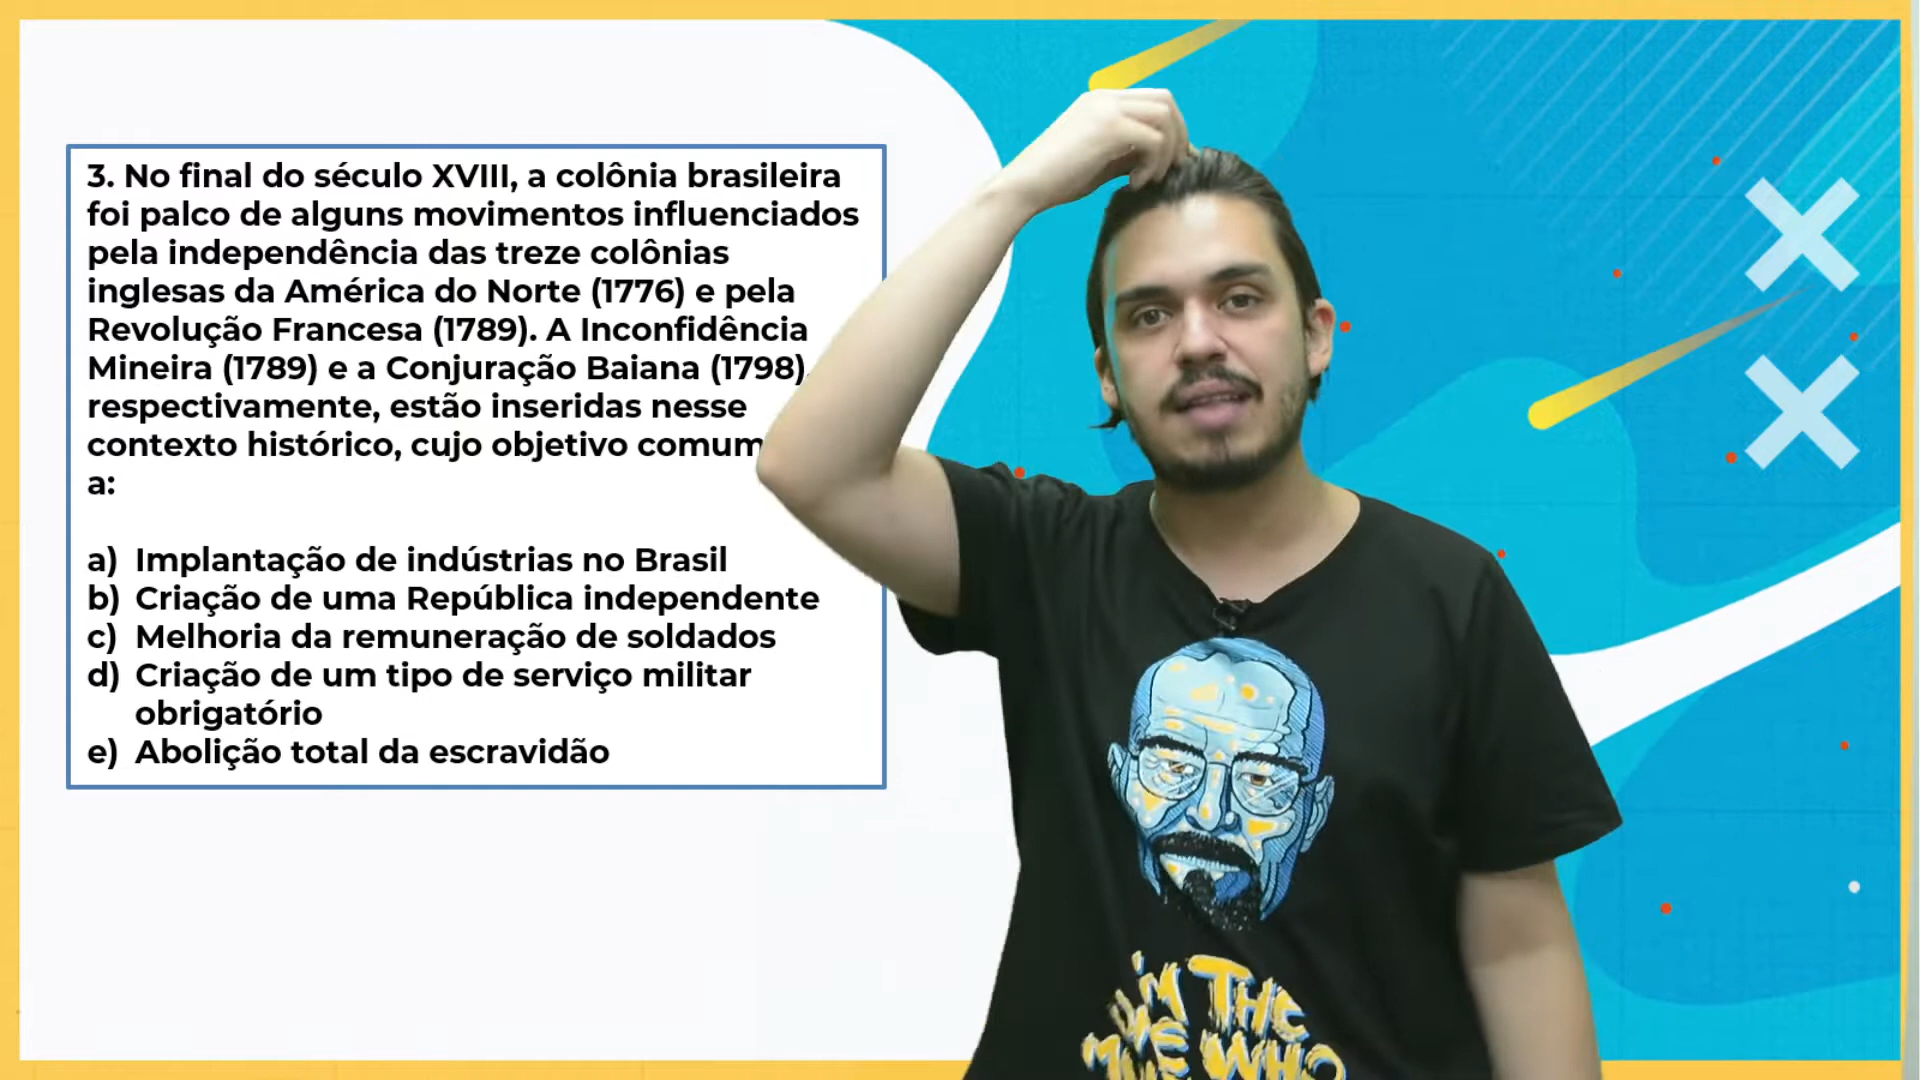 3. No final do século XVIII, a colônia brasileira
foi palco de alguns movimentos influenciados
pela independência das treze colônias
inglesas da América do Norte (1776) e pela
Revolução Francesa (1789). A Inconfidência
Mineira (1789) e a Conjuração Baiana (1798),
respectivamente, estão inseridas nesse
contexto histórico, cujo objetivo comum
a:
a) Implantação de indústrias no Brasil
b) Criação de uma República independente
c) Melhoria da remuneração de soldados
d) Criação de um tipo de serviço militar
obrigatório
e) Abolição total da escravidão
I'M THE
ONE WHO